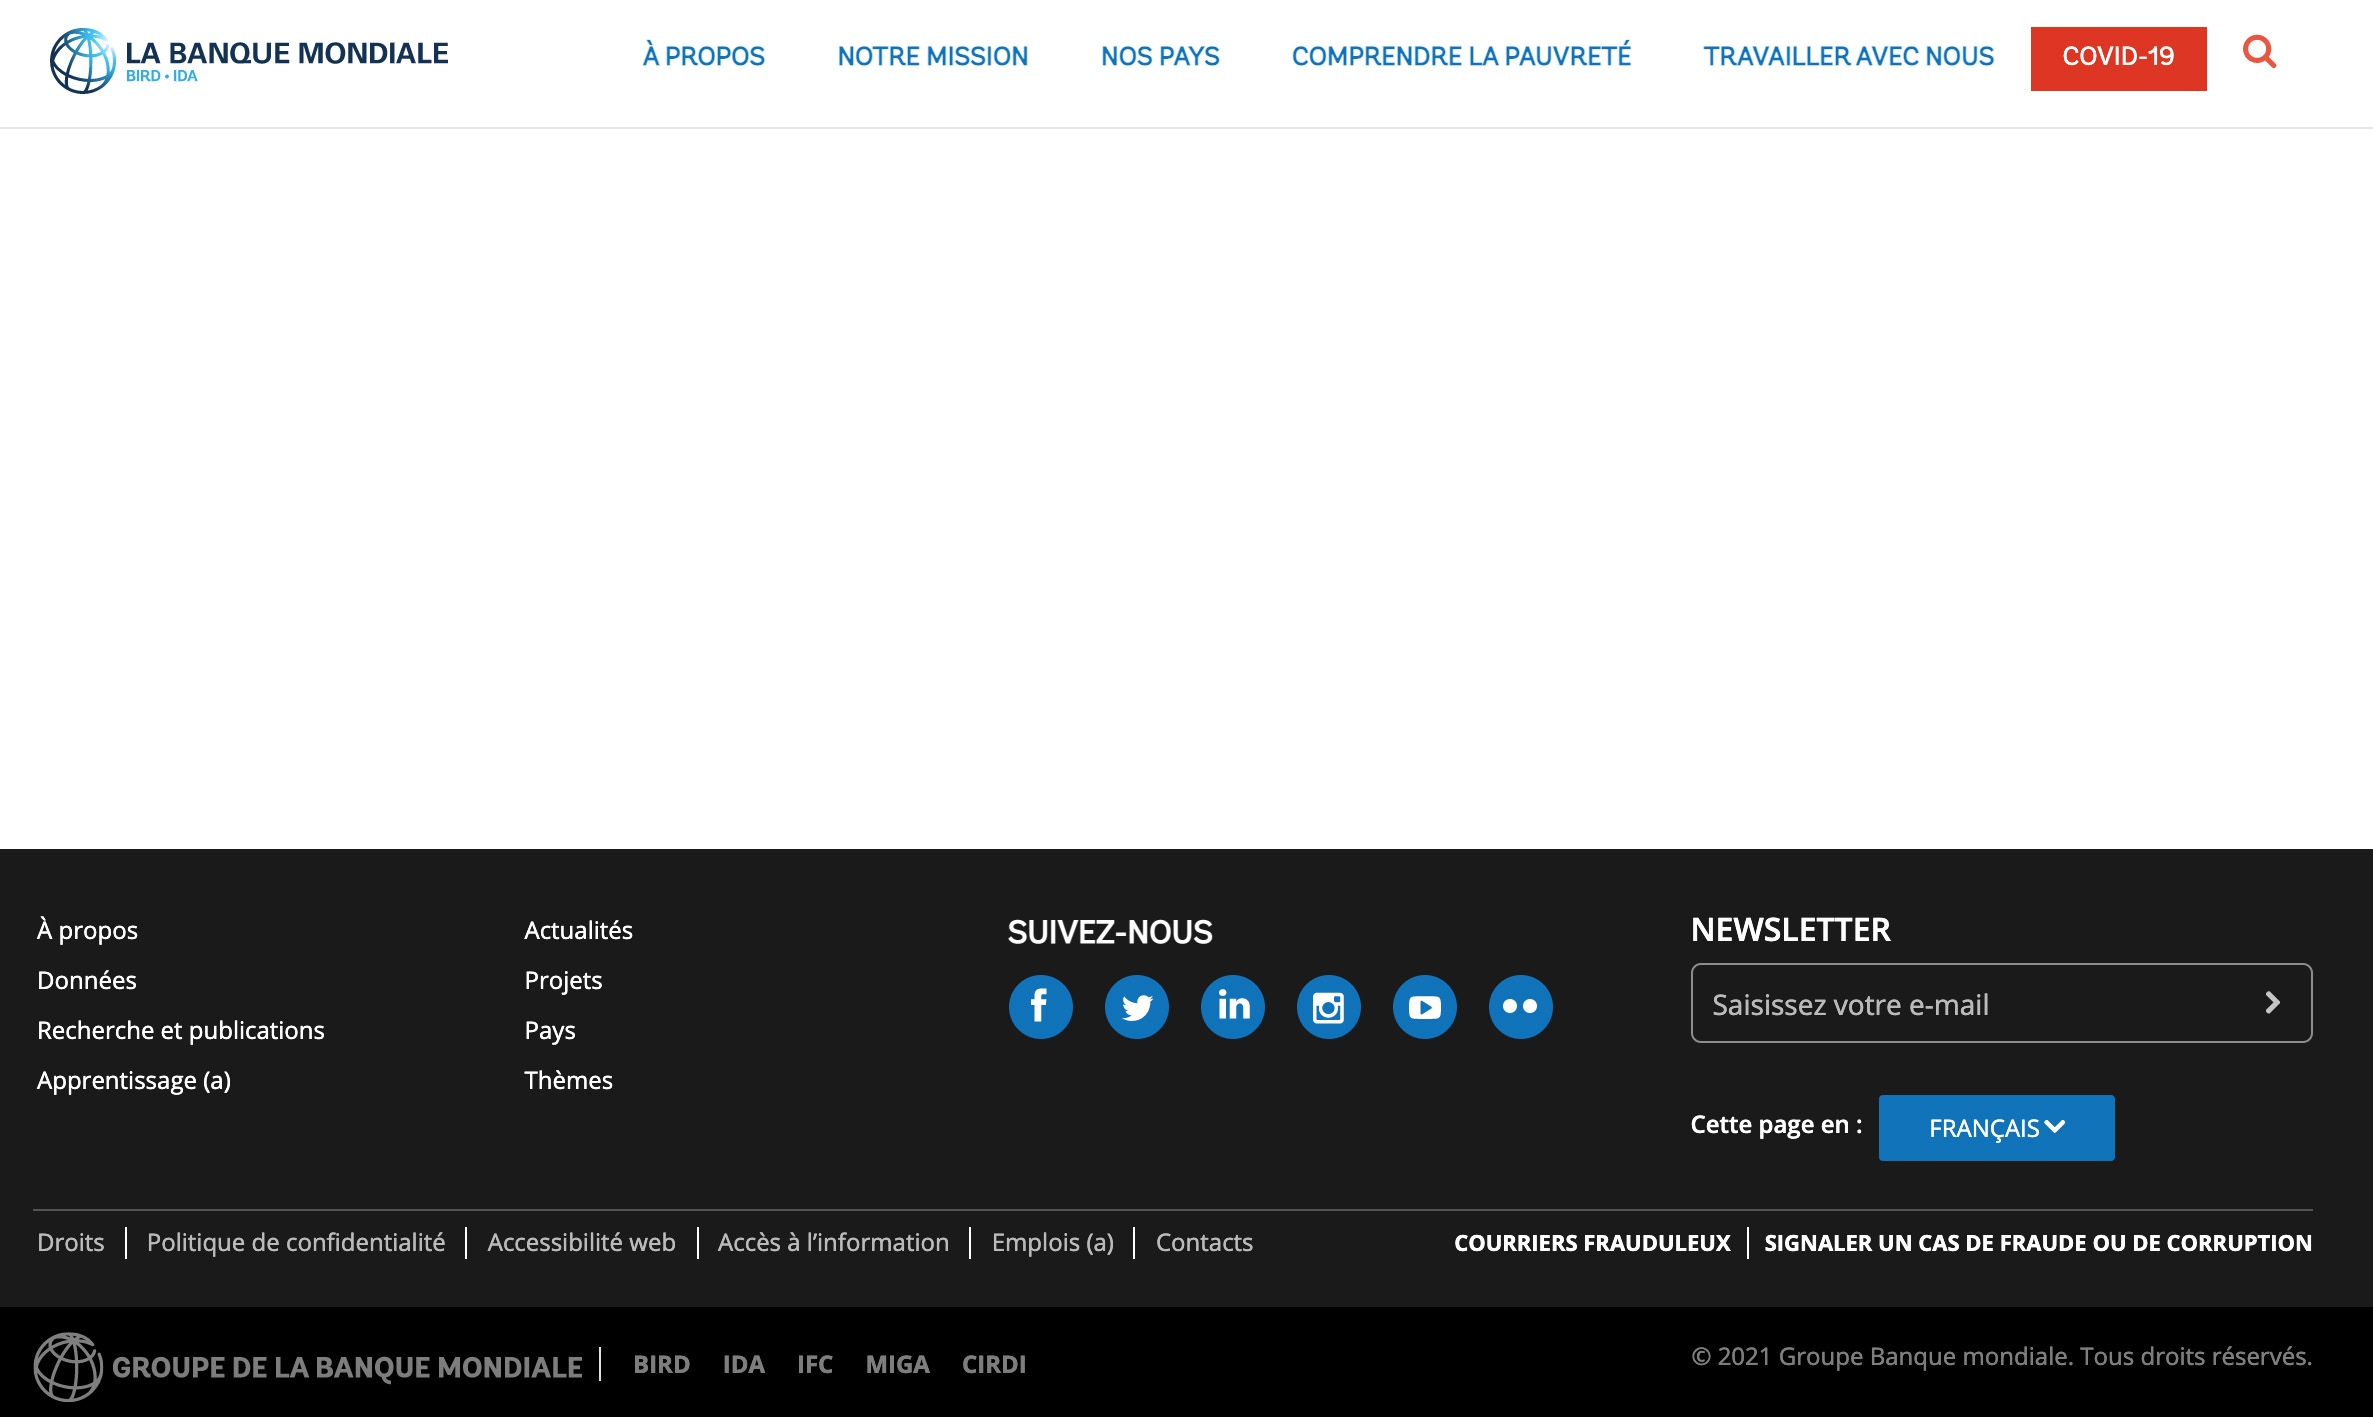 LA BANQUE MONDIALE
BIRD • IDA
À PROPOS
NOTRE MISSION
NOS PAYS
COMPRENDRE LA PAUVRETÉ
TRAVAILLER AVEC NOUS
COVID-19
À propos
Données
Recherche et publications
Apprentissage (a)
Actualités
Projets
Pays
Thèmes
SUIVEZ-NOUS
NEWSLETTER
Saisissez votre e-mail
Cette page en :
FRANÇAIS
Droits
Politique de confidentialité
Accessibilité web
Accès à l’information
Emplois (a)
Contacts
COURRIERS FRAUDULEUX
SIGNALER UN CAS DE FRAUDE OU DE CORRUPTION
GROUPE DE LA BANQUE MONDIALE
BIRD
IDA
IFC
MIGA
CIRDI
© 2021 Groupe Banque mondiale. Tous droits réservés.